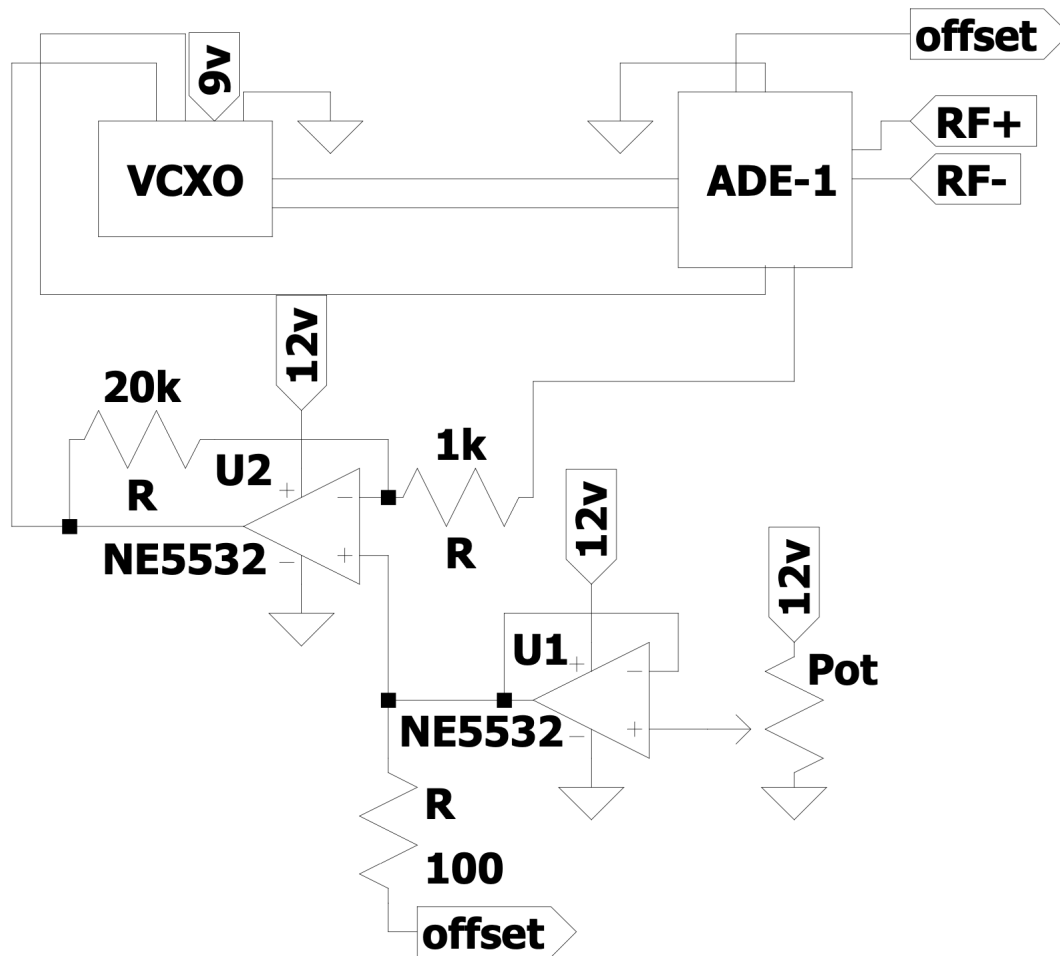 offset
9v
RF+
VCXO
ADE-1
RF-
12v
20k
1k
U2
+
R
-
NE5532
+
-
R
12v
12v
U1
+
Pot
-
NE5532
+
-
R
100
offset